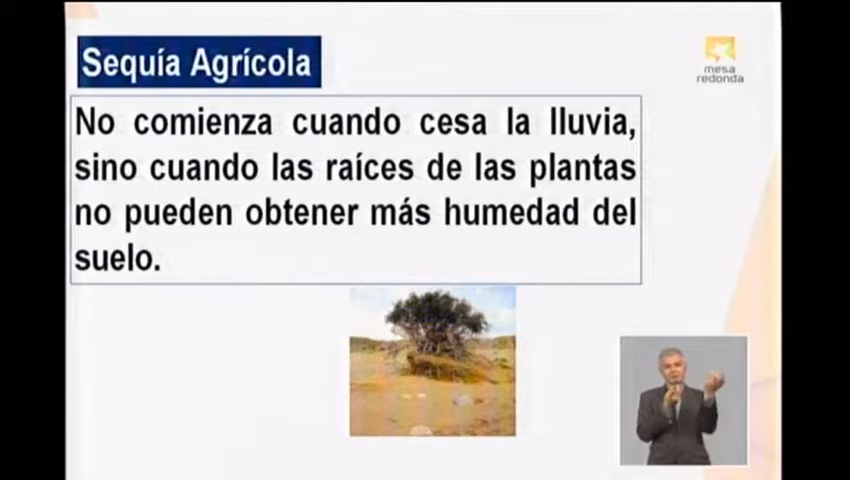 Sequía Agrícola
mesa
redonda
No comienza cuando cesa la lluvia,
sino cuando las raíces de las plantas
no pueden obtener más humedad del
suelo.